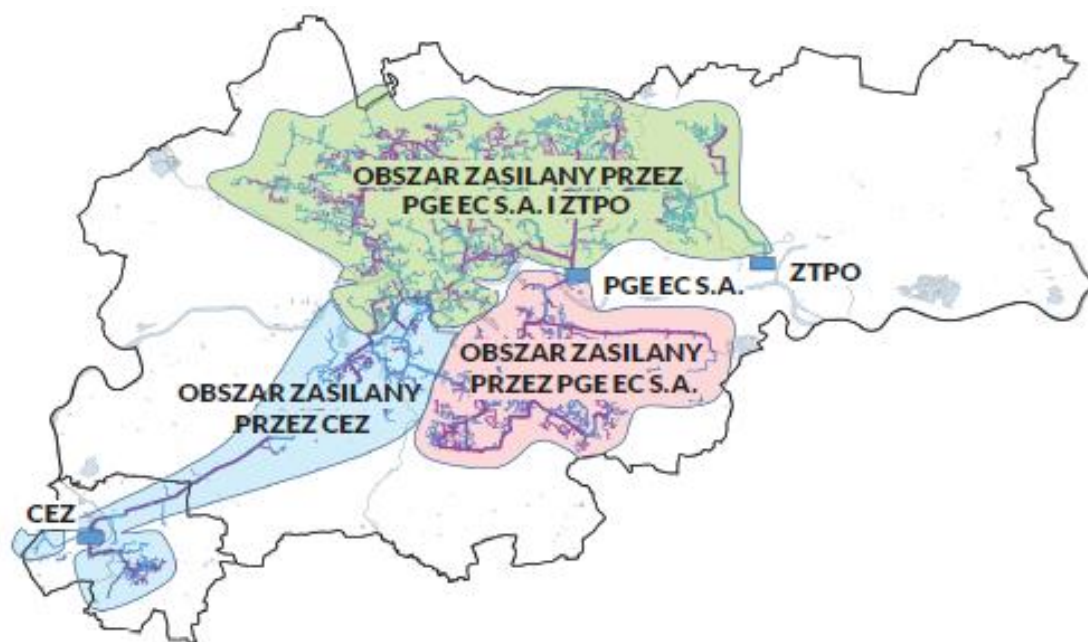 OBSZAR ZASILANY PRZEZ
PGE EC S.A. I ZTPO
ZTPO
PGE EC S.A.
OBSZAR ZASILANY
PRZEZ PGE EC S.A.
OBSZAR ZASILANY
PRZEZ CEZ
CEZ